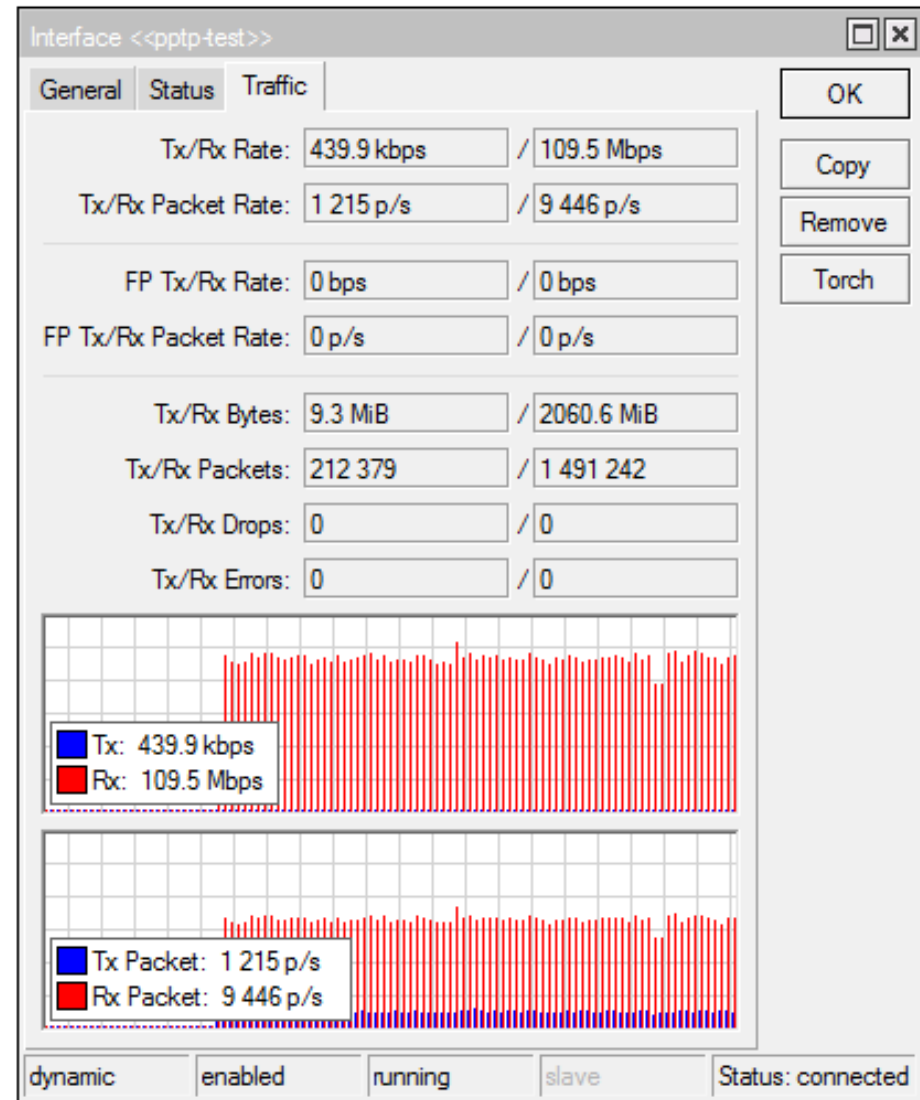 Interface <<pptp-test>>
General Status Traffic
OK
Copy
Remove
Torch
Tx/Rx Rate: 439.9 kbps / 109.5 Mbps
Tx/Rx Packet Rate: 1 215 p/s / 9 446 p/s
FP Tx/Rx Rate: 0 bps / 0 bps
FP Tx/Rx Packet Rate: 0 p/s / 0 p/s
Tx/Rx Bytes: 9.3 MiB / 2060.6 MiB
Tx/Rx Packets: 212 379 / 1 491 242
Tx/Rx Drops: 0 / 0
Tx/Rx Errors: 0 / 0
Tx: 439.9 kbps
Rx: 109.5 Mbps
Tx Packet: 1 215 p/s
Rx Packet: 9 446 p/s
dynamic enabled running slave Status: connected